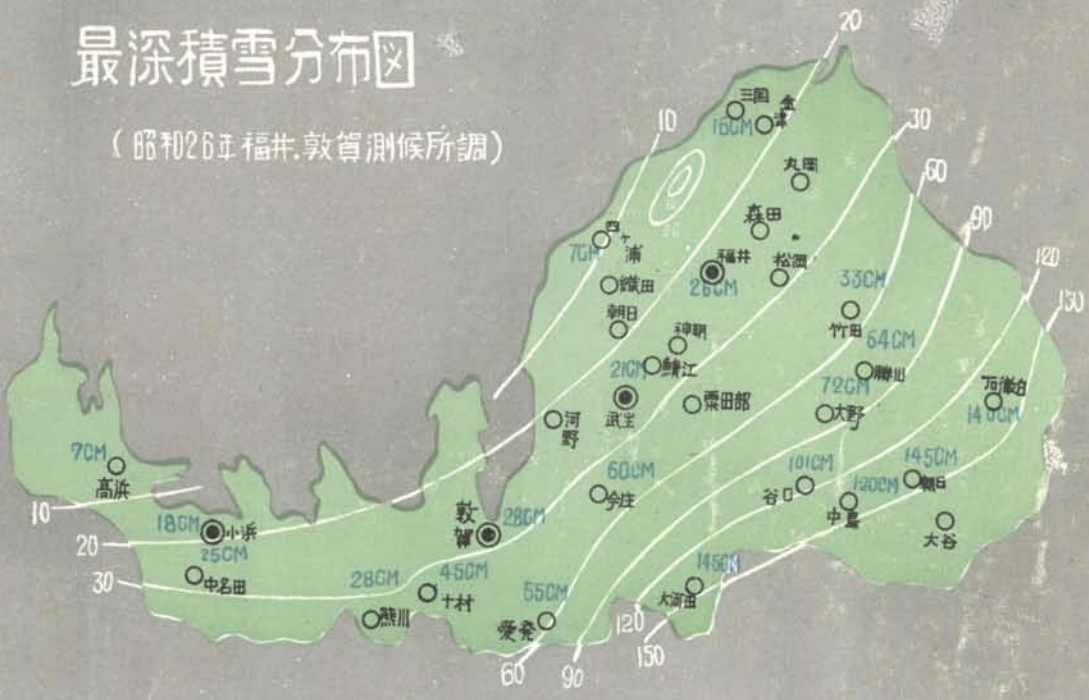 最深積雪分布図
(昭和26年福井.敦賀測候所調)
20
10
三国
金津
16CM
30
丸岡
60
森田
90
四ヶ浦
7CM
福井
26CM
松岡
120
織田
150
33CM
竹田
朝日
神明
64CM
勝山
21CM
鯖江
72CM
大野
石徹白
140CM
武生
粟田部
河野
7CM
高浜
60CM
今庄
101CM
谷口
145CM
朝日
120CM
中島
大谷
10
18CM
小浜
敦賀
28CM
20
25CM
中名田
30
28CM
熊川
45CM
十村
55CM
愛発
145CM
大河内
120
150
60
90